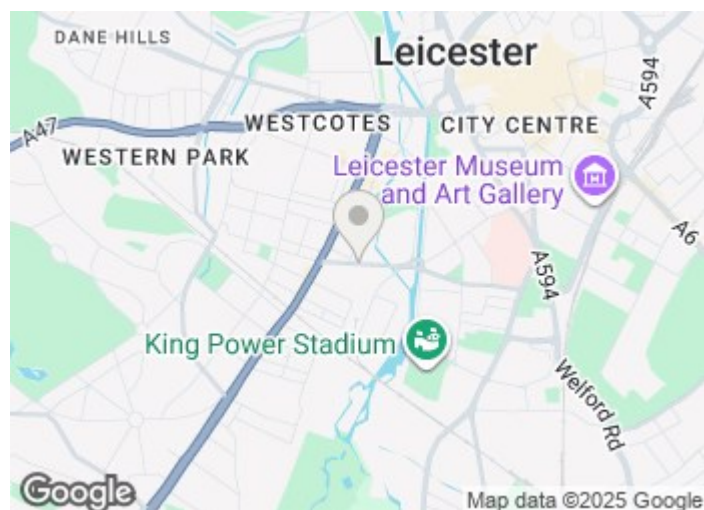 DANE HILLS
Leicester
A594
A47
WESTCOTES
CITY CENTRE
WESTERN PARK
Leicester Museum
and Art Gallery
A6
A594
King Power Stadium
Welford Rd
Google
Map data ©2025 Google